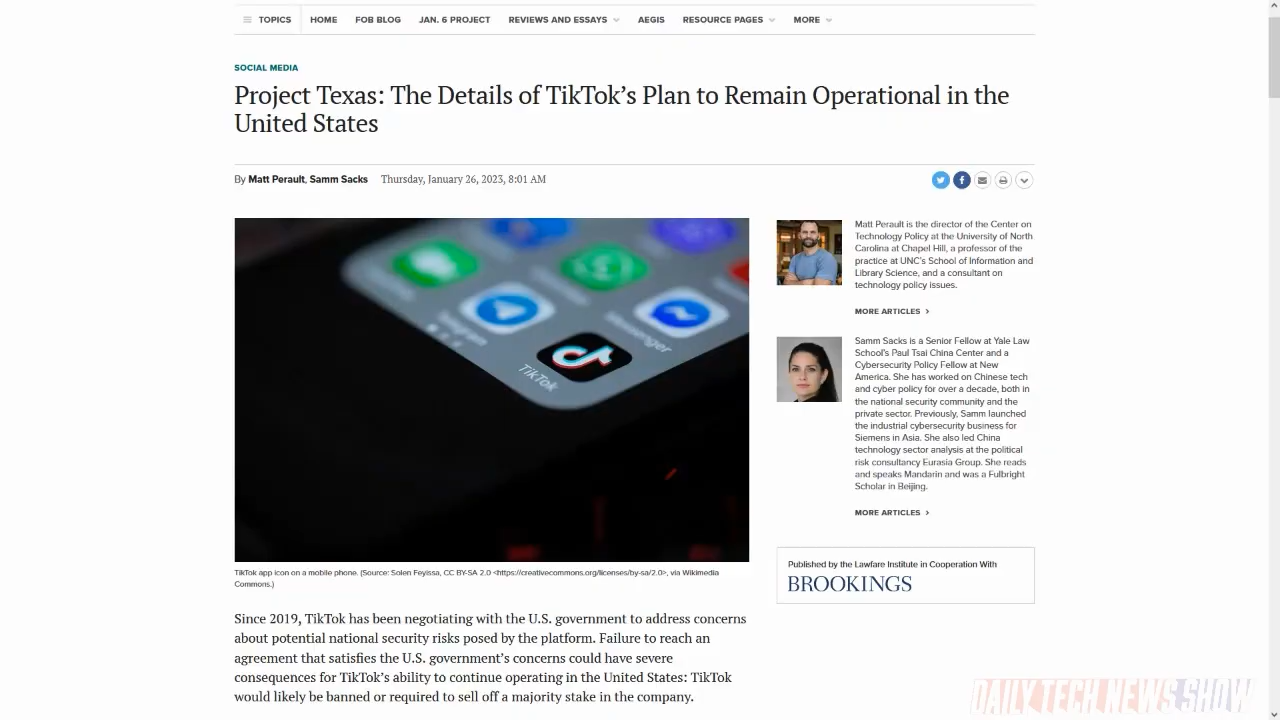 TOPICS HOME FOB BLOG JAN. 6 PROJECT REVIEWS AND ESSAYS AEGIS RESOURCE PAGES MORE
SOCIAL MEDIA
Project Texas: The Details of TikTok's Plan to Remain Operational in the
United States
By Matt Perault, Samm Sacks Thursday, January 26, 2023, 8:01 AM
Telegram
Messenger
TikTok
TikTok app icon on a mobile phone. (Source: Solen Feyissa, CC BY-SA 2.0 <https://creativecommons.org/licenses/by-sa/2.0>, via Wikimedia
Commons.)
Since 2019, TikTok has been negotiating with the U.S. government to address concerns
about potential national security risks posed by the platform. Failure to reach an
agreement that satisfies the U.S. government's concerns could have severe
consequences for TikTok's ability to continue operating in the United States: TikTok
would likely be banned or required to sell off a majority stake in the company.
Matt Perault is the director of the Center on
Technology Policy at the University of North
Carolina at Chapel Hill, a professor of the
practice at UNC's School of Information and
Library Science, and a consultant on
technology policy issues.
MORE ARTICLES >
Samm Sacks is a Senior Fellow at Yale Law
School's Paul Tsai China Center and a
Cybersecurity Policy Fellow at New
America. She has worked on Chinese tech
and cyber policy for over a decade, both in
the national security community and the
private sector. Previously, Samm launched
the industrial cybersecurity business for
Siemens in Asia. She also led China
technology sector analysis at the political
risk consultancy Eurasia Group. She reads
and speaks Mandarin and was a Fulbright
Scholar in Beijing.
MORE ARTICLES >
Published by the Lawfare Institute in Cooperation With
BROOKINGS
DAILY TECH NEWS SHOW